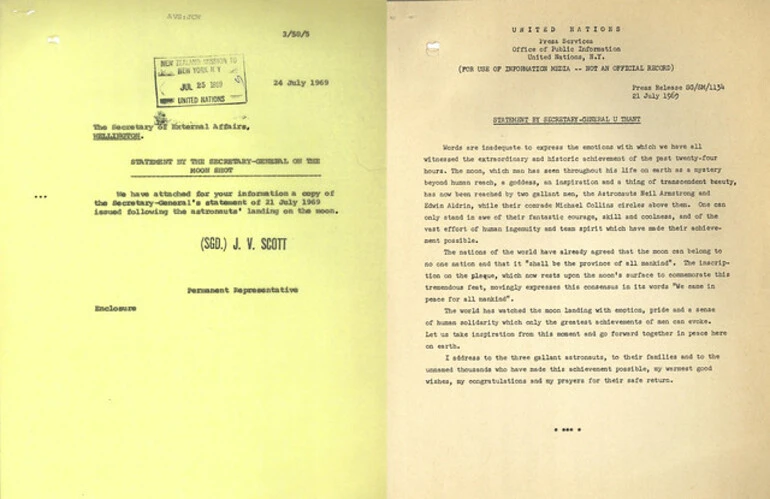 AVS:JCW
3/50/5
NEW ZEALAND MISSION TO
NEW YORK N Y
JUL 25 1969
UNITED NATIONS
24 July 1969
The Secretary of External Affairs,
WELLINGTON.
STATEMENT BY THE SECRETARY-GENERAL ON THE
MOON SHOT
...
We have attached for your information a copy of
the Secretary-General's statement of 21 July 1969
issued following the astronauts' landing on the moon.
(SGD.) J. V. SCOTT
Permanent Representative
Enclosure
UNITED NATIONS
Press Services
Office of Public Information
United Nations, N.Y.
(FOR USE OF INFORMATION MEDIA -- NOT AN OFFICIAL RECORD)
Press Release SG/SM/1134
21 July 1969
STATEMENT BY SECRETARY-GENERAL U THANT
Words are inadequate to express the emotions with which we have all
witnessed the extraordinary and historic achievement of the past twenty-four
hours. The moon, which man has seen throughout his life on earth as a mystery
beyond human reach, a goddess, an inspiration and a thing of transcendent beauty,
has now been reached by two gallant men, the Astronauts Neil Armstrong and
Edwin Aldrin, while their comrade Michael Collins circles above them. One can
only stand in awe of their fantastic courage, skill and coolness, and of the
vast effort of human ingenuity and team spirit which have made their achieve-
ment possible.
The nations of the world have already agreed that the moon can belong to
no one nation and that it "shall be the province of all mankind". The inscrip-
tion on the plaque, which now rests upon the moon's surface to commemorate this
tremendous feat, movingly expresses this consensus in its words "We came in
peace for all mankind".
The world has watched the moon landing with emotion, pride and a sense
of human solidarity which only the greatest achievements of men can evoke.
Let us take inspiration from this moment and go forward together in peace here
on earth.
I address to the three gallant astronauts, to their families and to the
unnamed thousands who have made this achievement possible, my warmest good
wishes, my congratulations and my prayers for their safe return.
* *** *